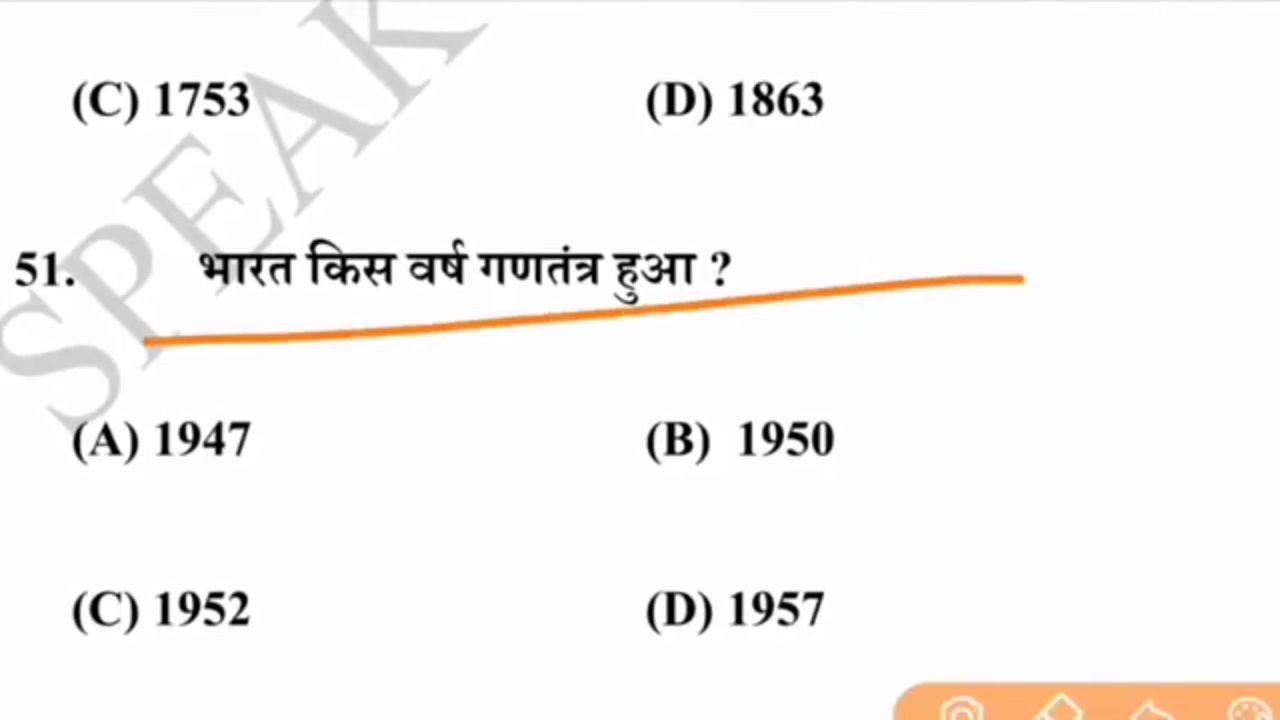 (C) 1753 (D) 1863
51. भारत किस वर्ष गणतंत्र हुआ ?
(A) 1947 (B) 1950
(C) 1952 (D) 1957
SPEAK